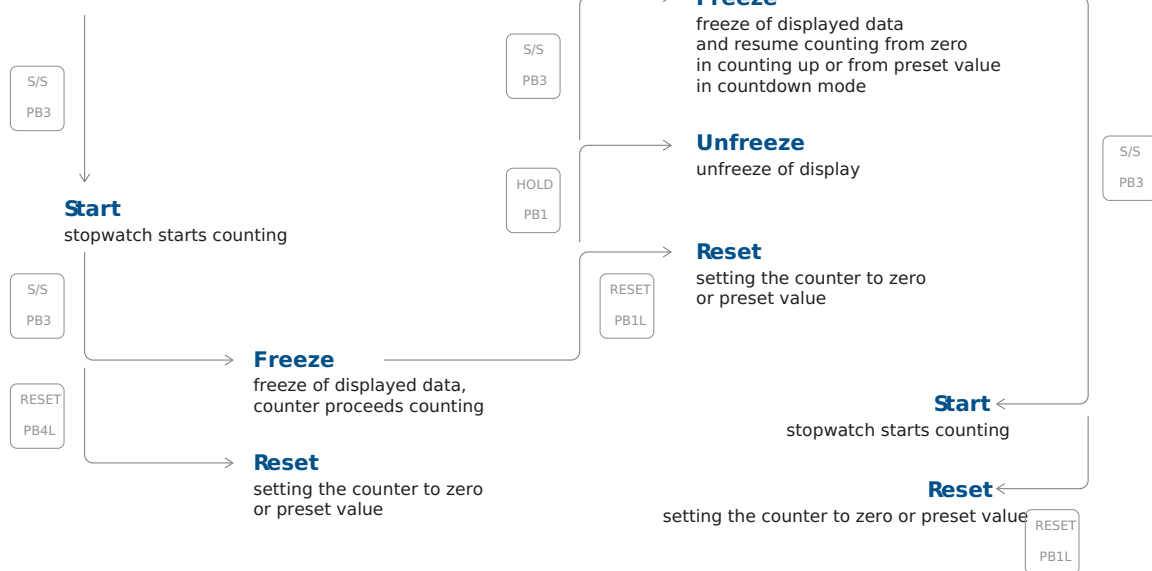 Freeze
freeze of displayed data
and resume counting from zero
in counting up or from preset value
in countdown mode
S/S
PB3
S/S
PB3
Unfreeze
unfreeze of display
S/S
PB3
HOLD
PB1
Start
stopwatch starts counting
Reset
setting the counter to zero
or preset value
S/S
PB3
RESET
PB1L
Freeze
freeze of displayed data,
counter proceeds counting
RESET
PB4L
Start
stopwatch starts counting
Reset
setting the counter to zero
or preset value
Reset
setting the counter to zero or preset value
RESET
PB1L